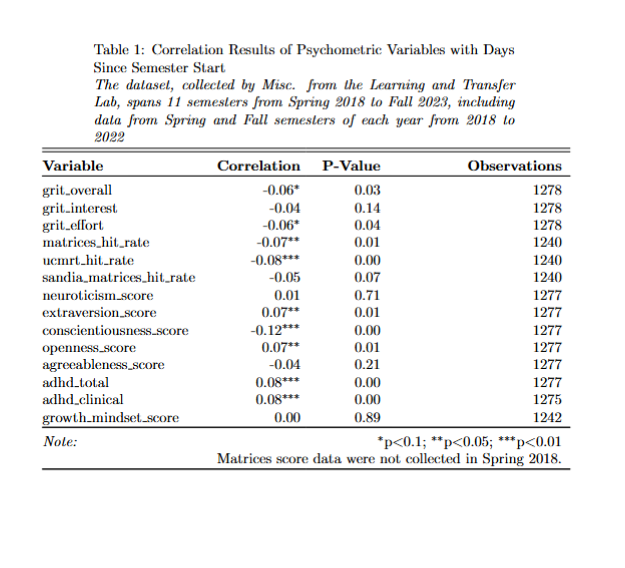 Table 1: Correlation Results of Psychometric Variables with Days
Since Semester Start
The dataset, collected by Misc. from the Learning and Transfer
Lab, spans 11 semesters from Spring 2018 to Fall 2023, including
data from Spring and Fall semesters of each year from 2018 to
2022
Variable Correlation P-Value Observations
grit_overall -0.06* 0.03 1278
grit_interest -0.04 0.14 1278
grit_effort -0.06* 0.04 1278
matrices_hit_rate -0.07** 0.01 1240
ucmrt_hit_rate -0.08*** 0.00 1240
sandia_matrices_hit_rate -0.05 0.07 1240
neuroticism_score 0.01 0.71 1277
extraversion_score 0.07** 0.01 1277
conscientiousness_score -0.12*** 0.00 1277
openness_score 0.07** 0.01 1277
agreeableness_score -0.04 0.21 1277
adhd_total 0.08*** 0.00 1277
adhd_clinical 0.08*** 0.00 1275
growth_mindset_score 0.00 0.89 1242
Note: *p<0.1; **p<0.05; ***p<0.01
Matrices score data were not collected in Spring 2018.